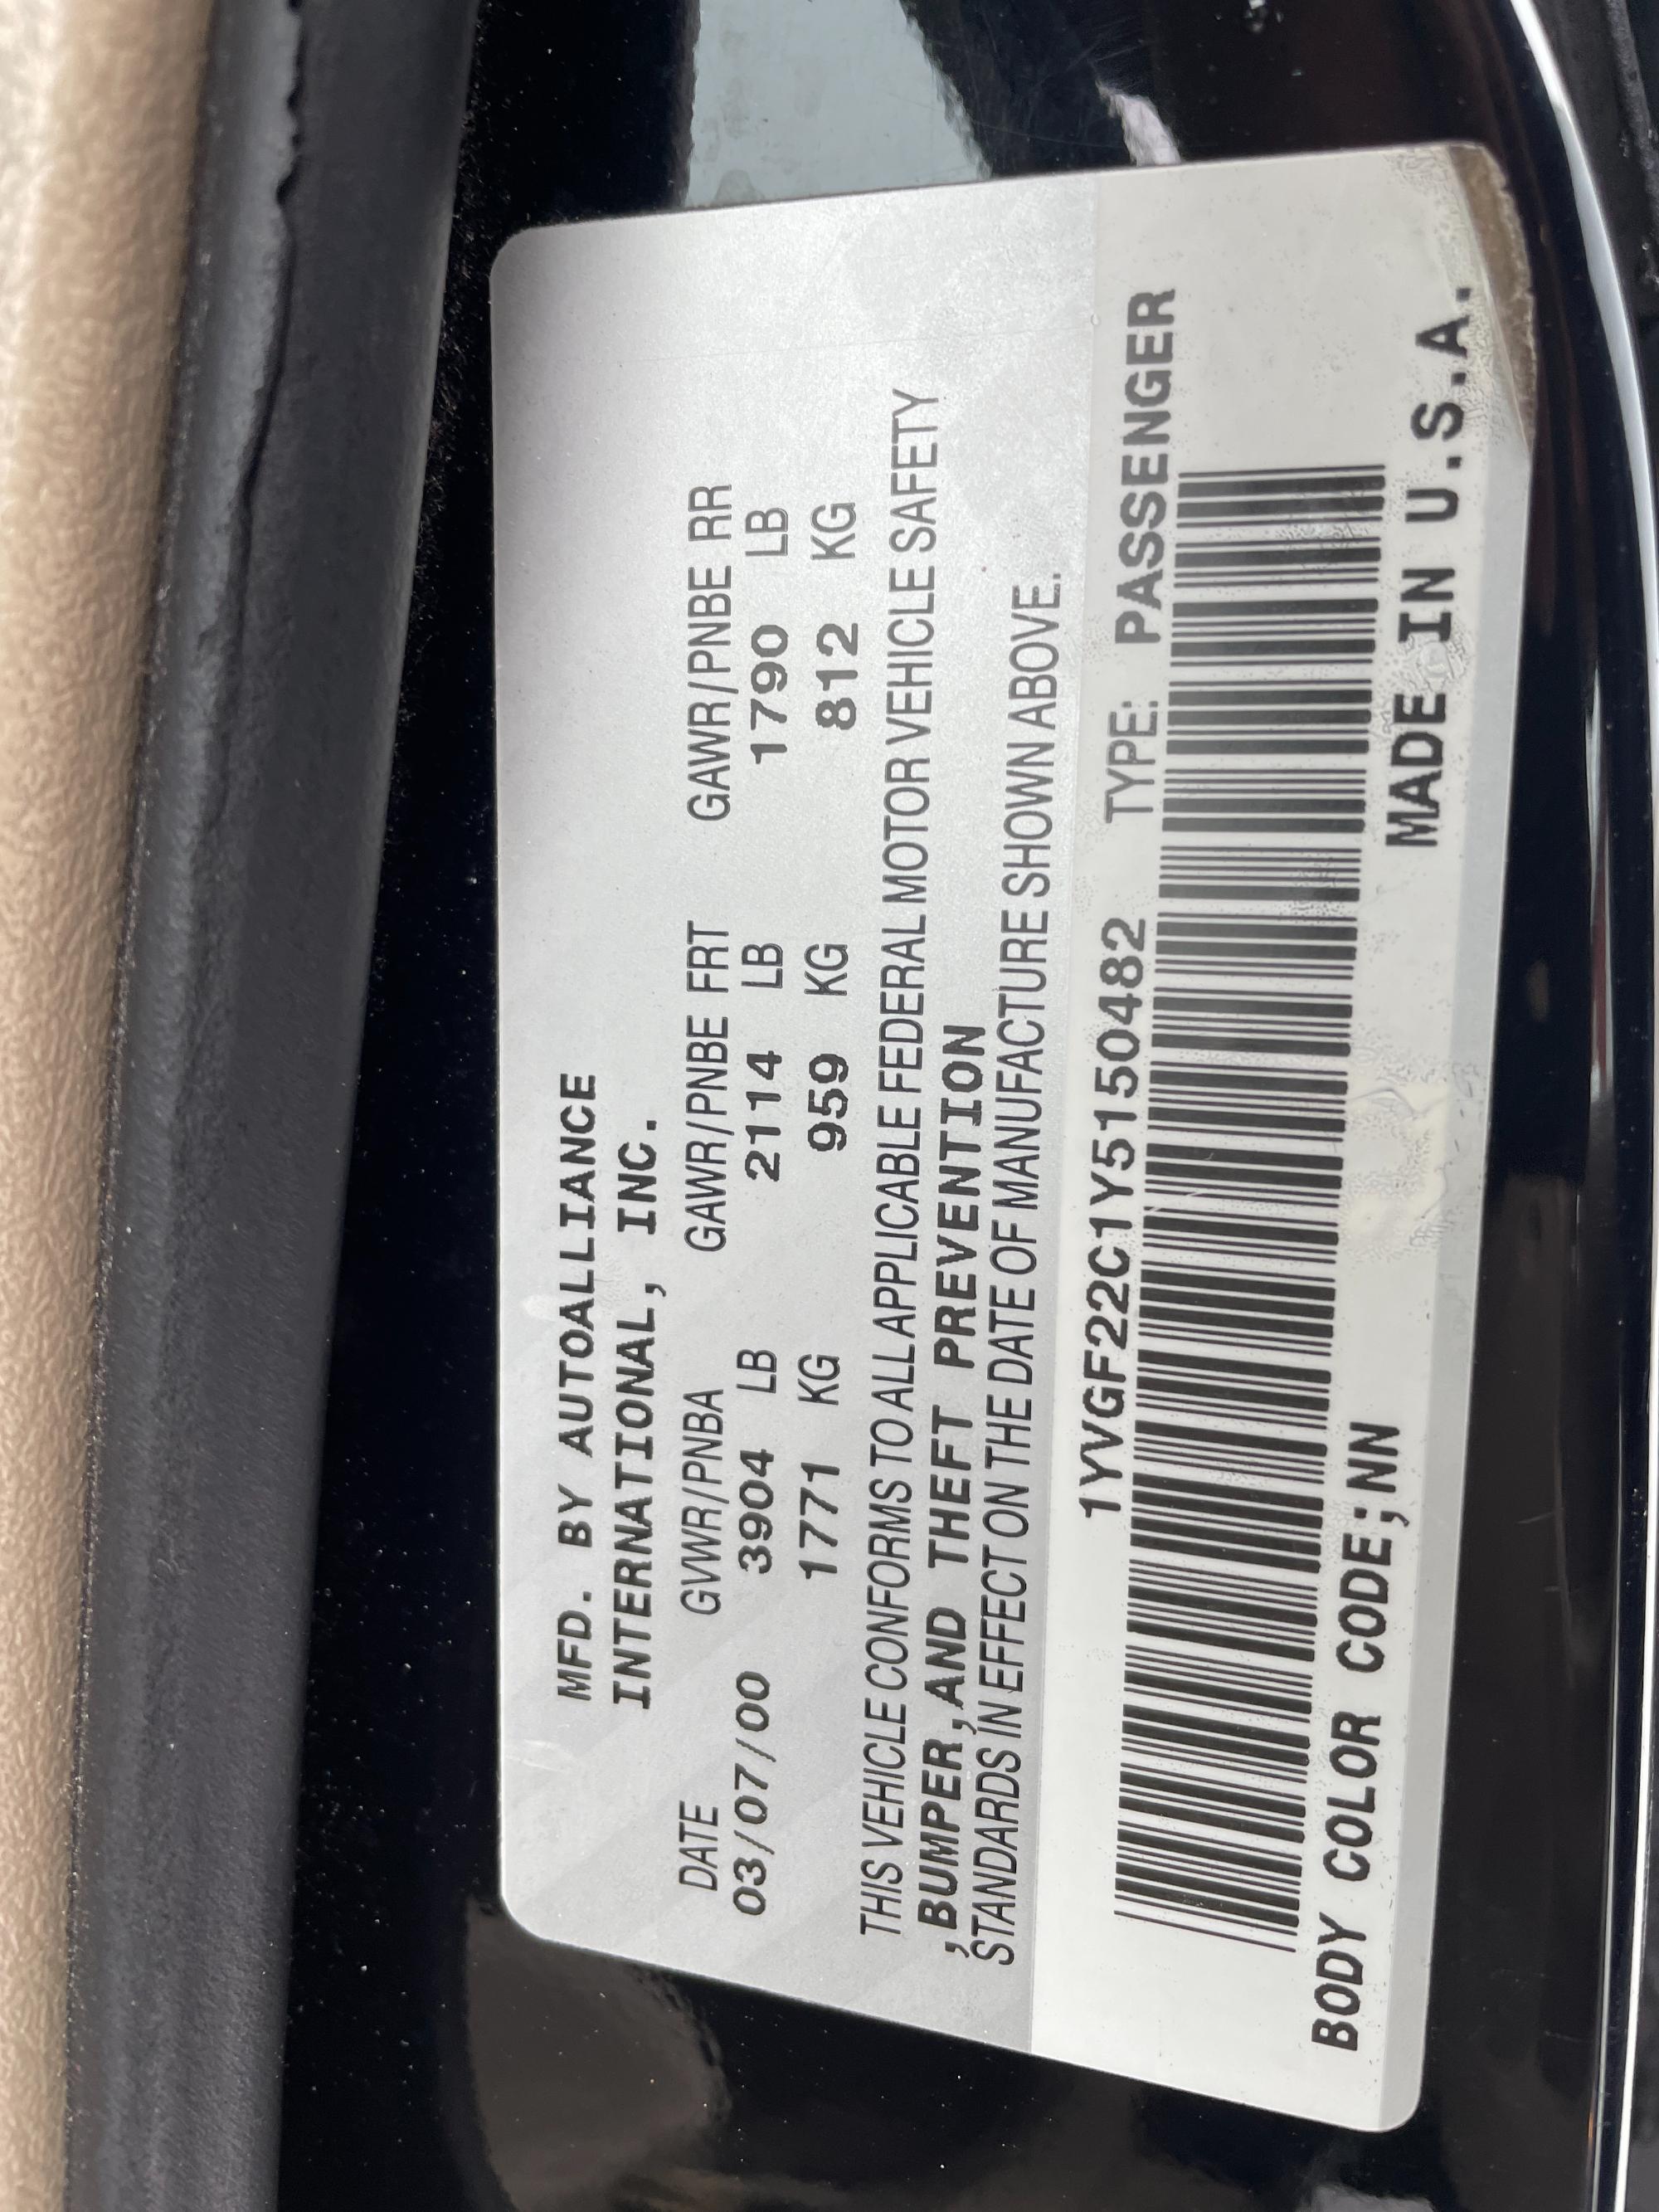 MFD. BY AUTOALLIANCE
INTERNATIONAL, INC.
DATE GVWR/PNBA GAWR/PNBE FRT GAWR/PNBE RR
03/07/00 3904 LB 2114 LB 1790 LB
1771 KG 959 KG 812 KG
THIS VEHICLE CONFORMS TO ALL APPLICABLE FEDERAL MOTOR VEHICLE SAFETY
,BUMPER,AND THEFT PREVENTION
STANDARDS IN EFFECT ON THE DATE OF MANUFACTURE SHOWN ABOVE.
1YVGF22C1Y5150482 TYPE: PASSENGER
BODY COLOR CODE;NN MADE IN U.S.A.